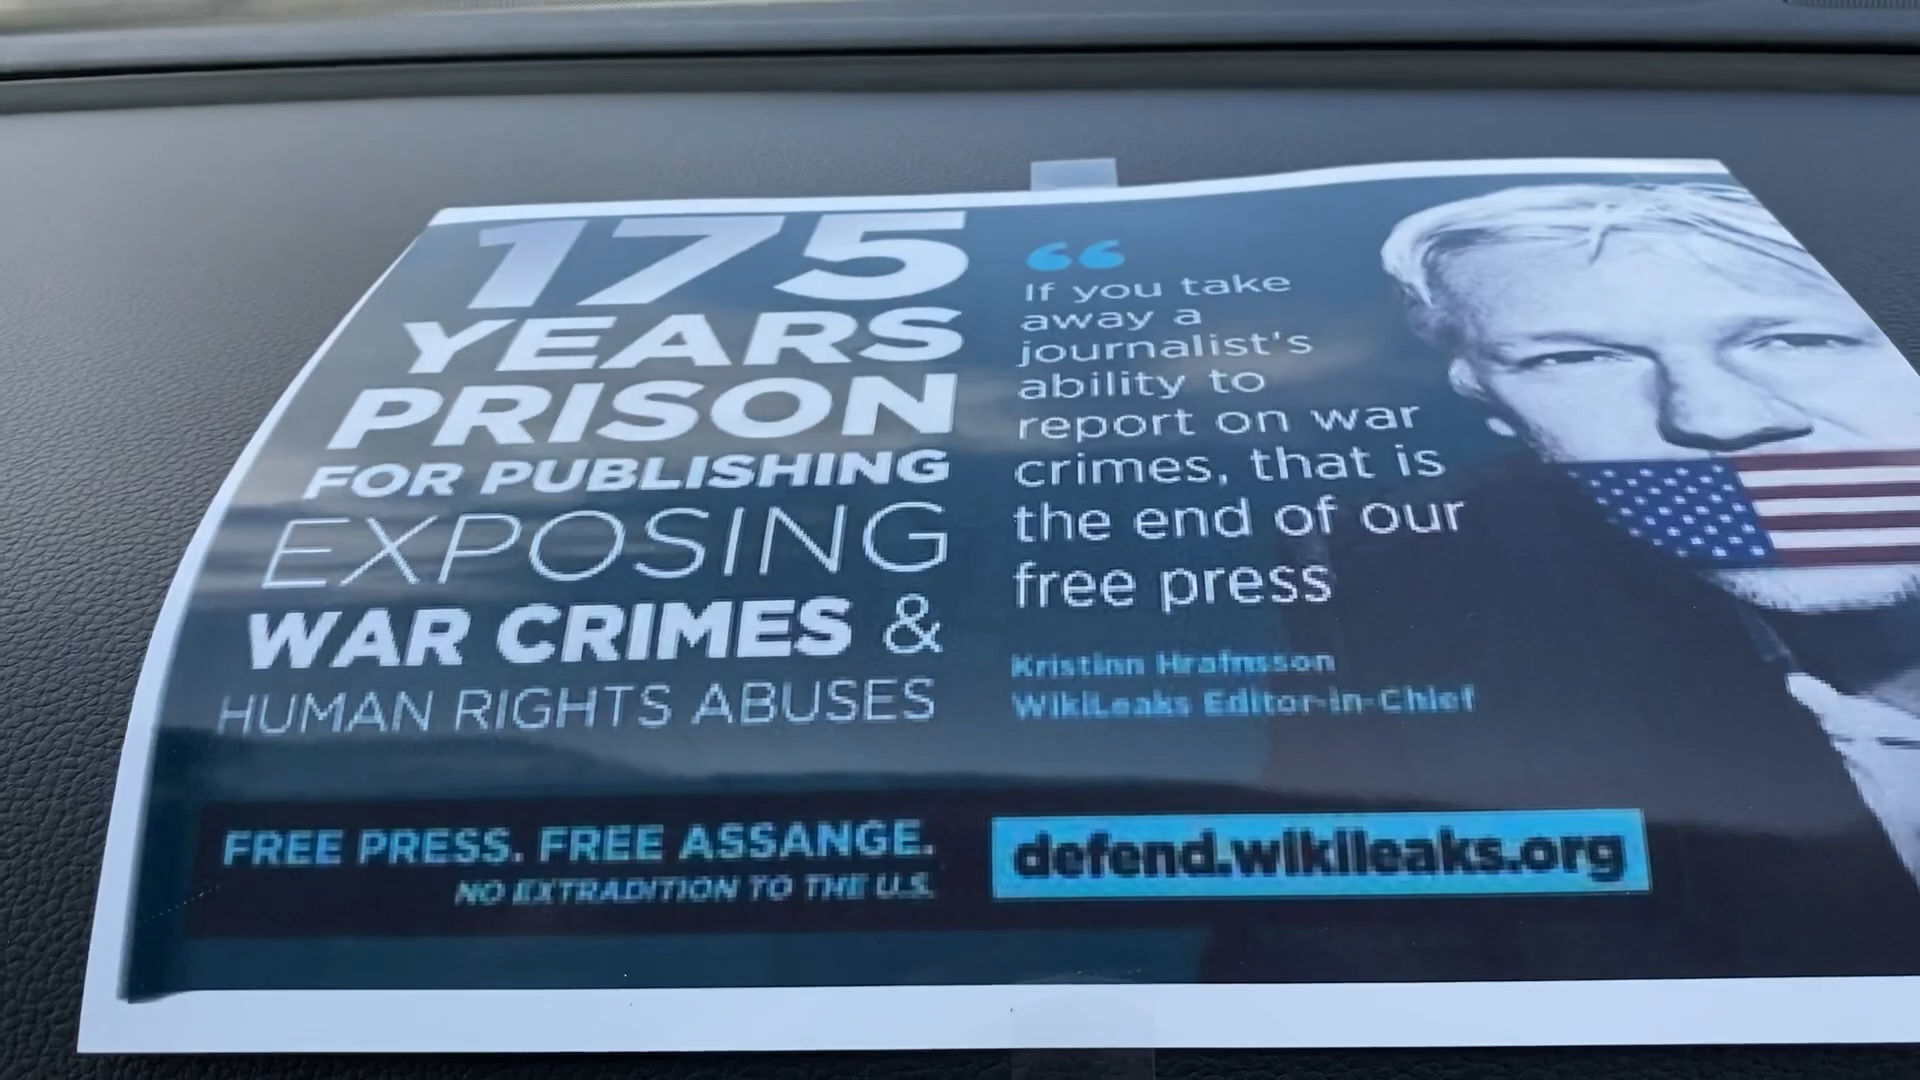 175
YEARS
PRISON
FOR PUBLISHING
EXPOSING
WAR CRIMES &
HUMAN RIGHTS ABUSES
FREE PRESS. FREE ASSANGE.
NO EXTRADITION TO THE U.S.
“
If you take
away a
journalist's
ability to
report on war
crimes, that is
the end of our
free press
Kristinn Hrafnsson
WikiLeaks Editor-in-Chief
defend.wikileaks.org